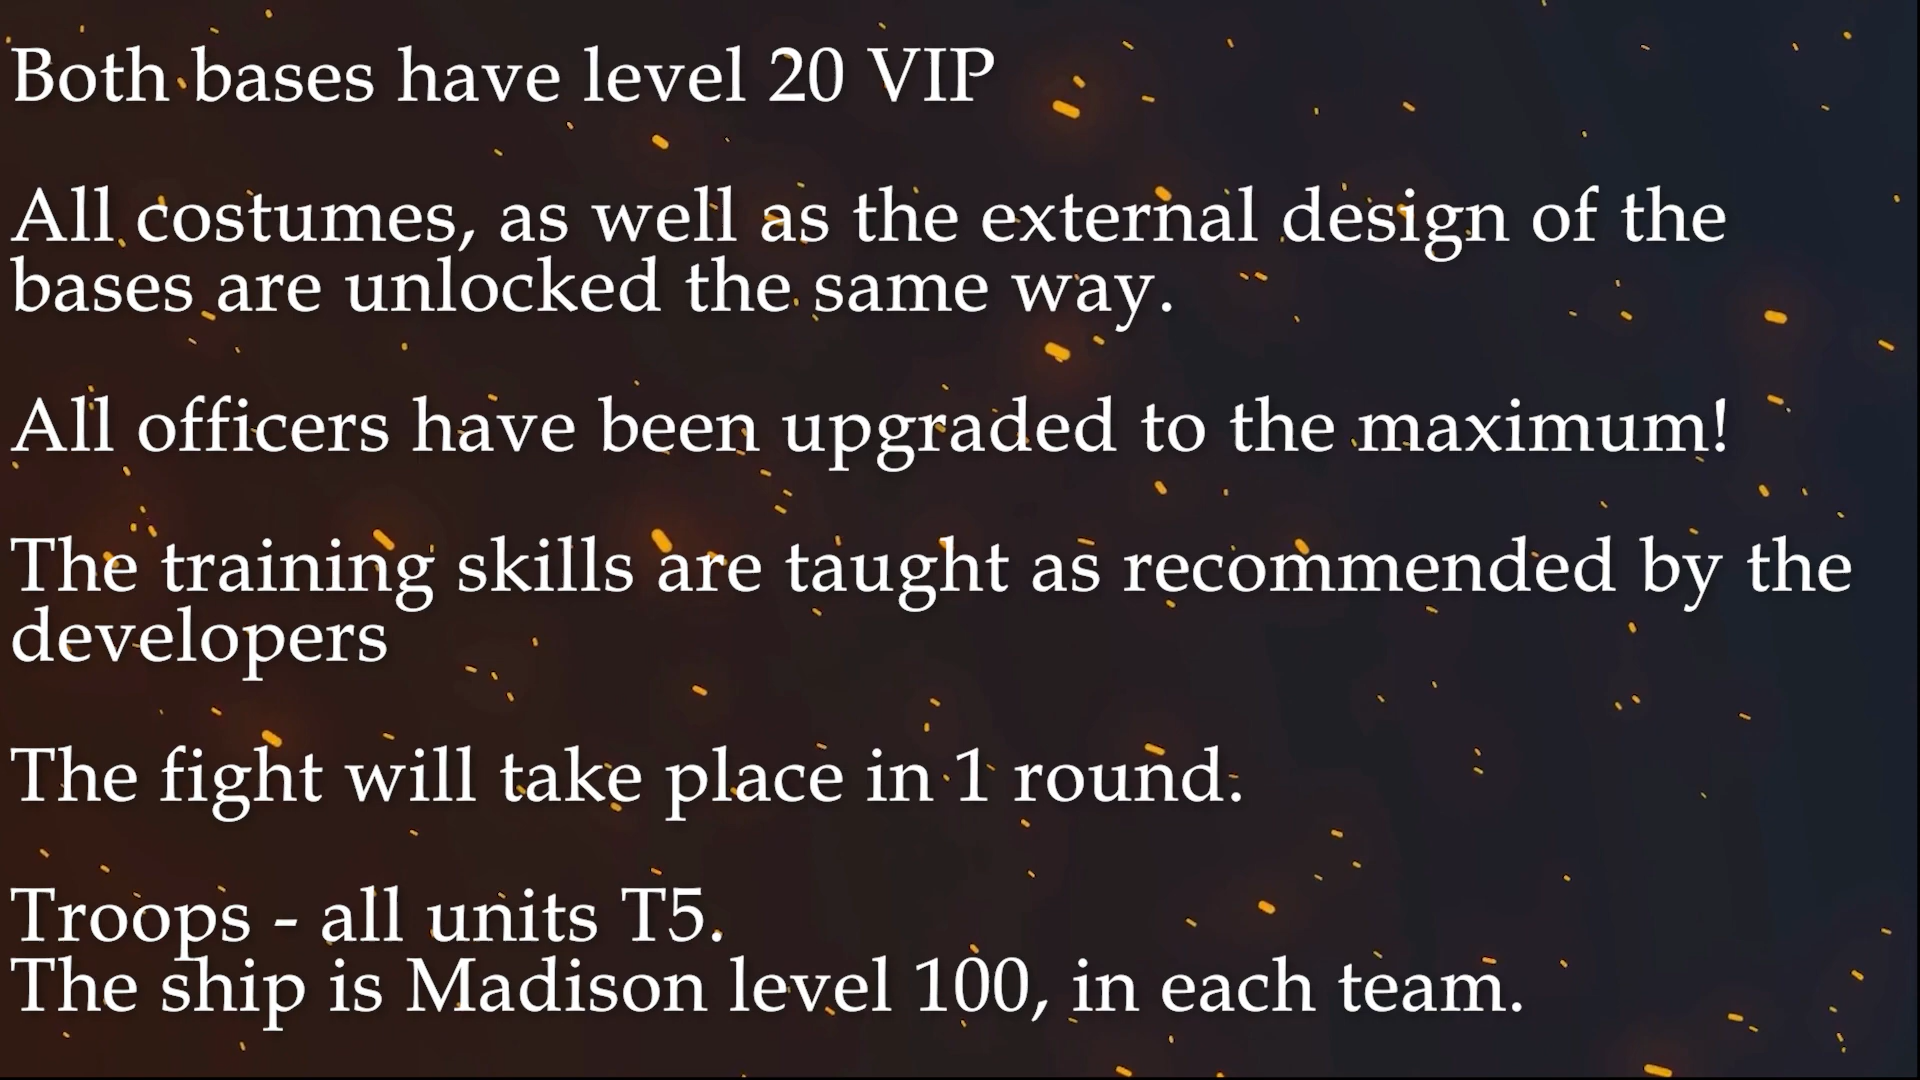 Both bases have level 20 VIP
All costumes, as well as the external design of the
bases are unlocked the same way.
All officers have been upgraded to the maximum!
The training skills are taught as recommended by the
developers
The fight will take place in 1 round.
Troops - all units T5.
The ship is Madison level 100, in each team.